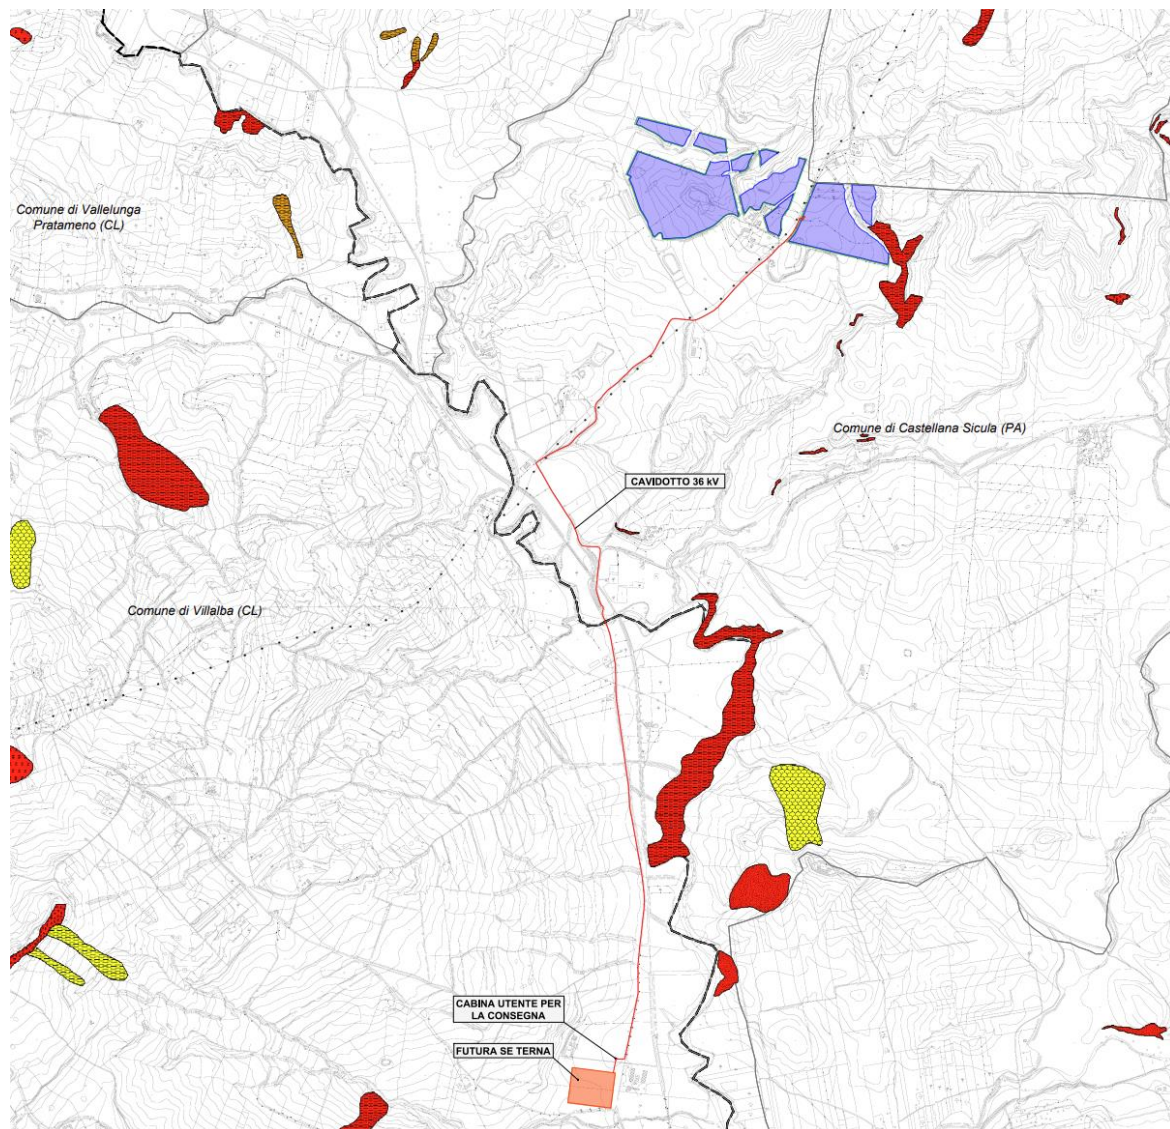 Comune di Vallelunga
Pratameno (CL)
Comune di Castellana Sicula (PA)
CAVIDOTTO 36 kV
Comune di Villalba (CL)
CABINA UTENTE PER
LA CONSEGNA
FUTURA SE TERNA